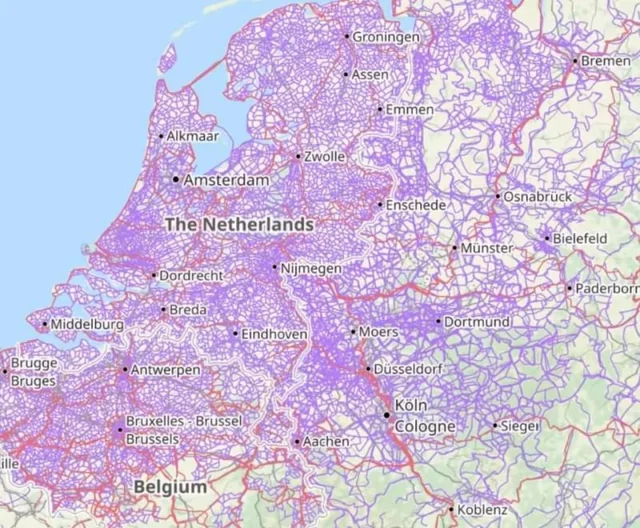 Groningen
Bremen
Assen
Emmen
Alkmaar
Zwolle
Amsterdam
Osnabrück
Enschede
The Netherlands
Bielefeld
Münster
Nijmegen
Dordrecht
Paderborn
Breda
Middelburg
Dortmund
Moers
Eindhoven
Brugge
Bruges
Antwerpen
Düsseldorf
Köln
Cologne
Bruxelles - Brussel
Brussels
Siegen
Aachen
ille
Belgium
Koblenz